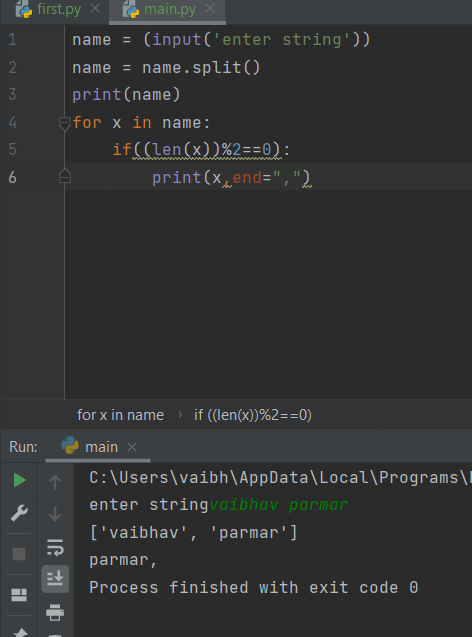 first.py main.py
1 name = (input('enter string'))
2 name = name.split()
3 print(name)
4 for x in name:
5 if((len(x))%2==0):
6 print(x,end=",")
for x in name › if ((len(x))%2==0)
Run: main
C:\Users\vaibh\AppData\Local\Programs\
enter stringvaibhav parmar
['vaibhav', 'parmar']
parmar,
Process finished with exit code 0